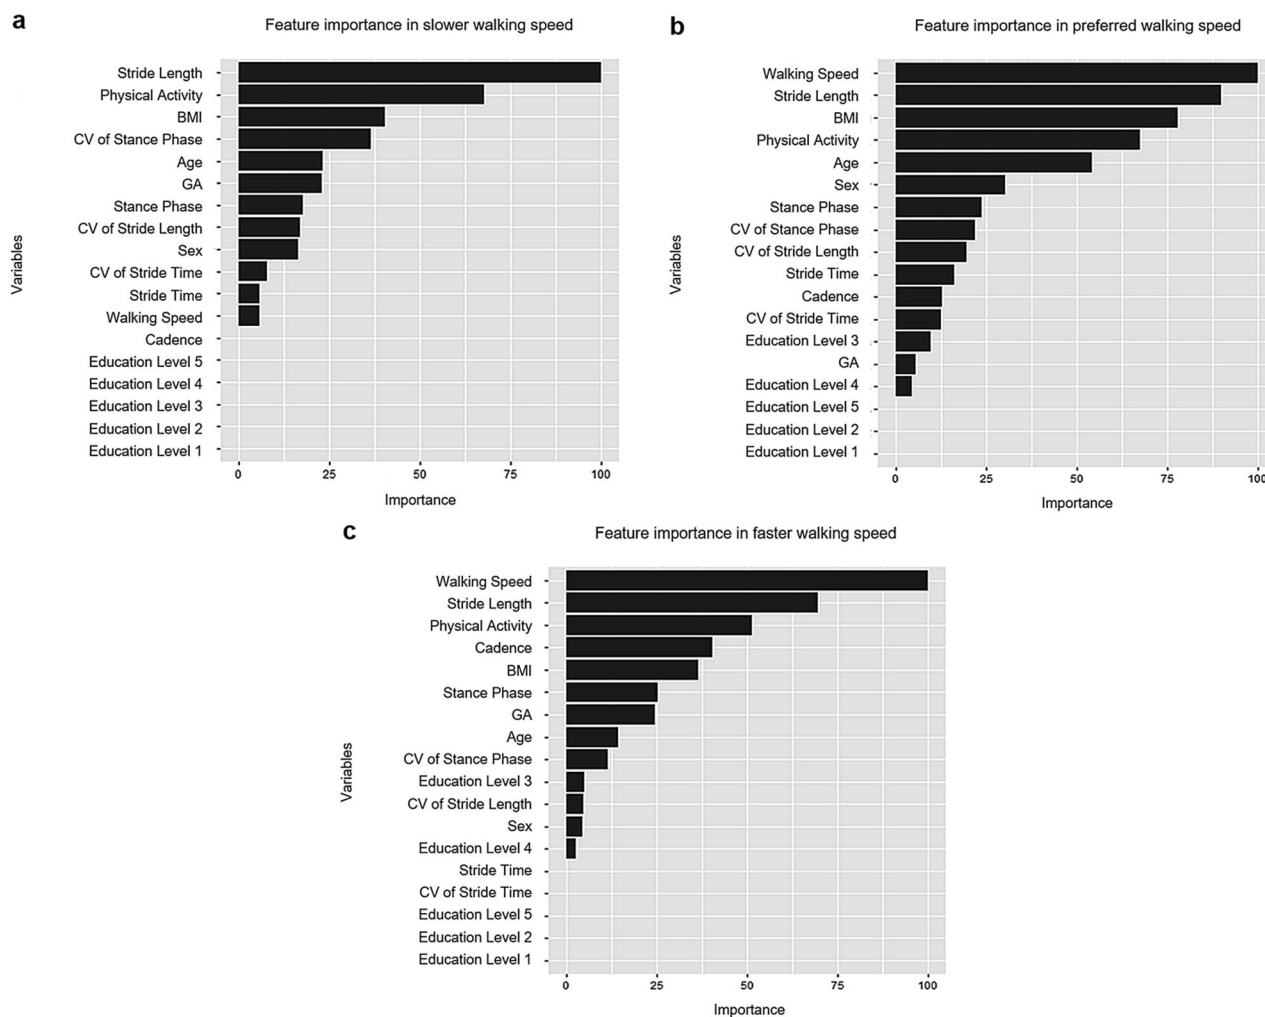 a
Feature importance in slower walking speed
Variables
Stride Length
Physical Activity
BMI
CV of Stance Phase
Age
GA
Stance Phase
CV of Stride Length
Sex
CV of Stride Time
Stride Time
Walking Speed
Cadence
Education Level 5
Education Level 4
Education Level 3
Education Level 2
Education Level 1
0 25 50 75 100
Importance
b
Feature importance in preferred walking speed
Variables
Walking Speed
Stride Length
BMI
Physical Activity
Age
Sex
Stance Phase
CV of Stance Phase
CV of Stride Length
Stride Time
Cadence
CV of Stride Time
Education Level 3
GA
Education Level 4
Education Level 5
Education Level 2
Education Level 1
0 25 50 75 100
Importance
c
Feature importance in faster walking speed
Variables
Walking Speed
Stride Length
Physical Activity
Cadence
BMI
Stance Phase
GA
Age
CV of Stance Phase
Education Level 3
CV of Stride Length
Sex
Education Level 4
Stride Time
CV of Stride Time
Education Level 5
Education Level 2
Education Level 1
0 25 50 75 100
Importance